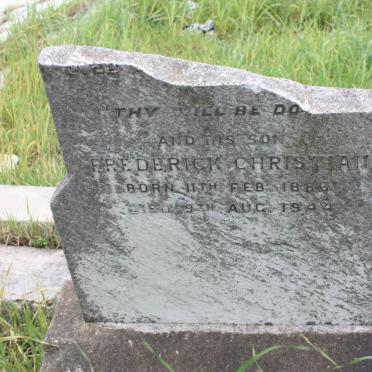 "THY WILL BE DO
AND HIS SON
FREDERICK CHRISTIAN
BORN 11TH FEB. 1866
DIED 9TH AUG. 1944